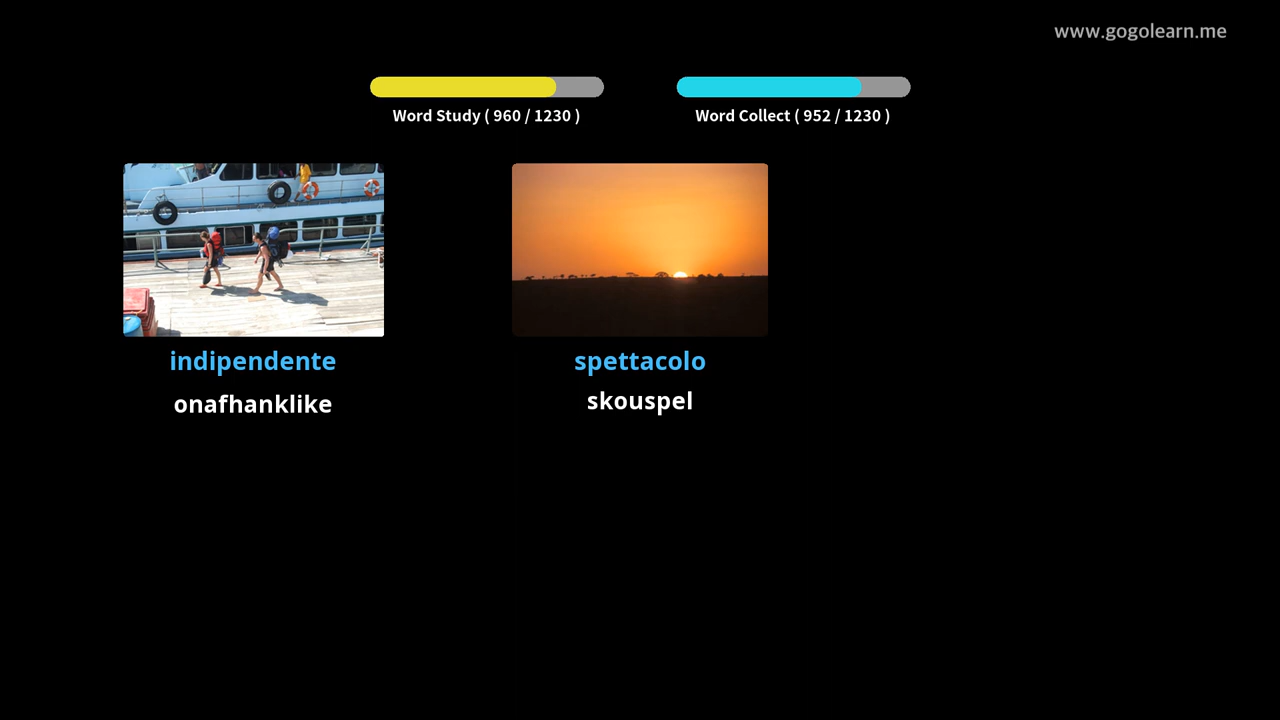 www.gogolearn.me
Word Study ( 960 / 1230 )
Word Collect ( 952 / 1230 )
indipendente
onafhanklike
spettacolo
skouspel